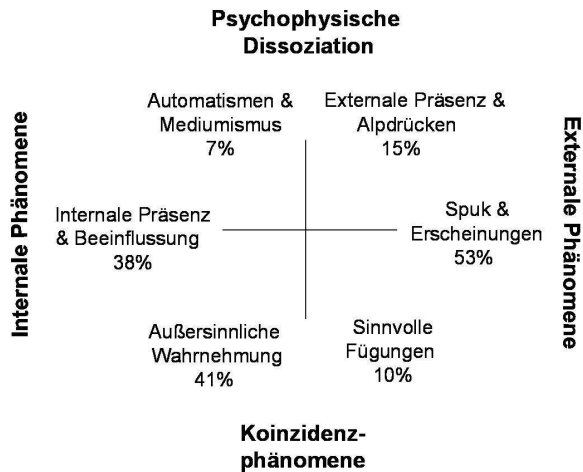 Psychophysische
Dissoziation
Automatismen &
Mediumismus
7%
Externale Präsenz &
Alpdrücken
15%
Internale Phänomene
Externale Phänomene
Internale Präsenz
& Beeinflussung
38%
Spuk &
Erscheinungen
53%
Außersinnliche
Wahrnehmung
41%
Sinnvolle
Fügungen
10%
Koinzidenz-
phänomene